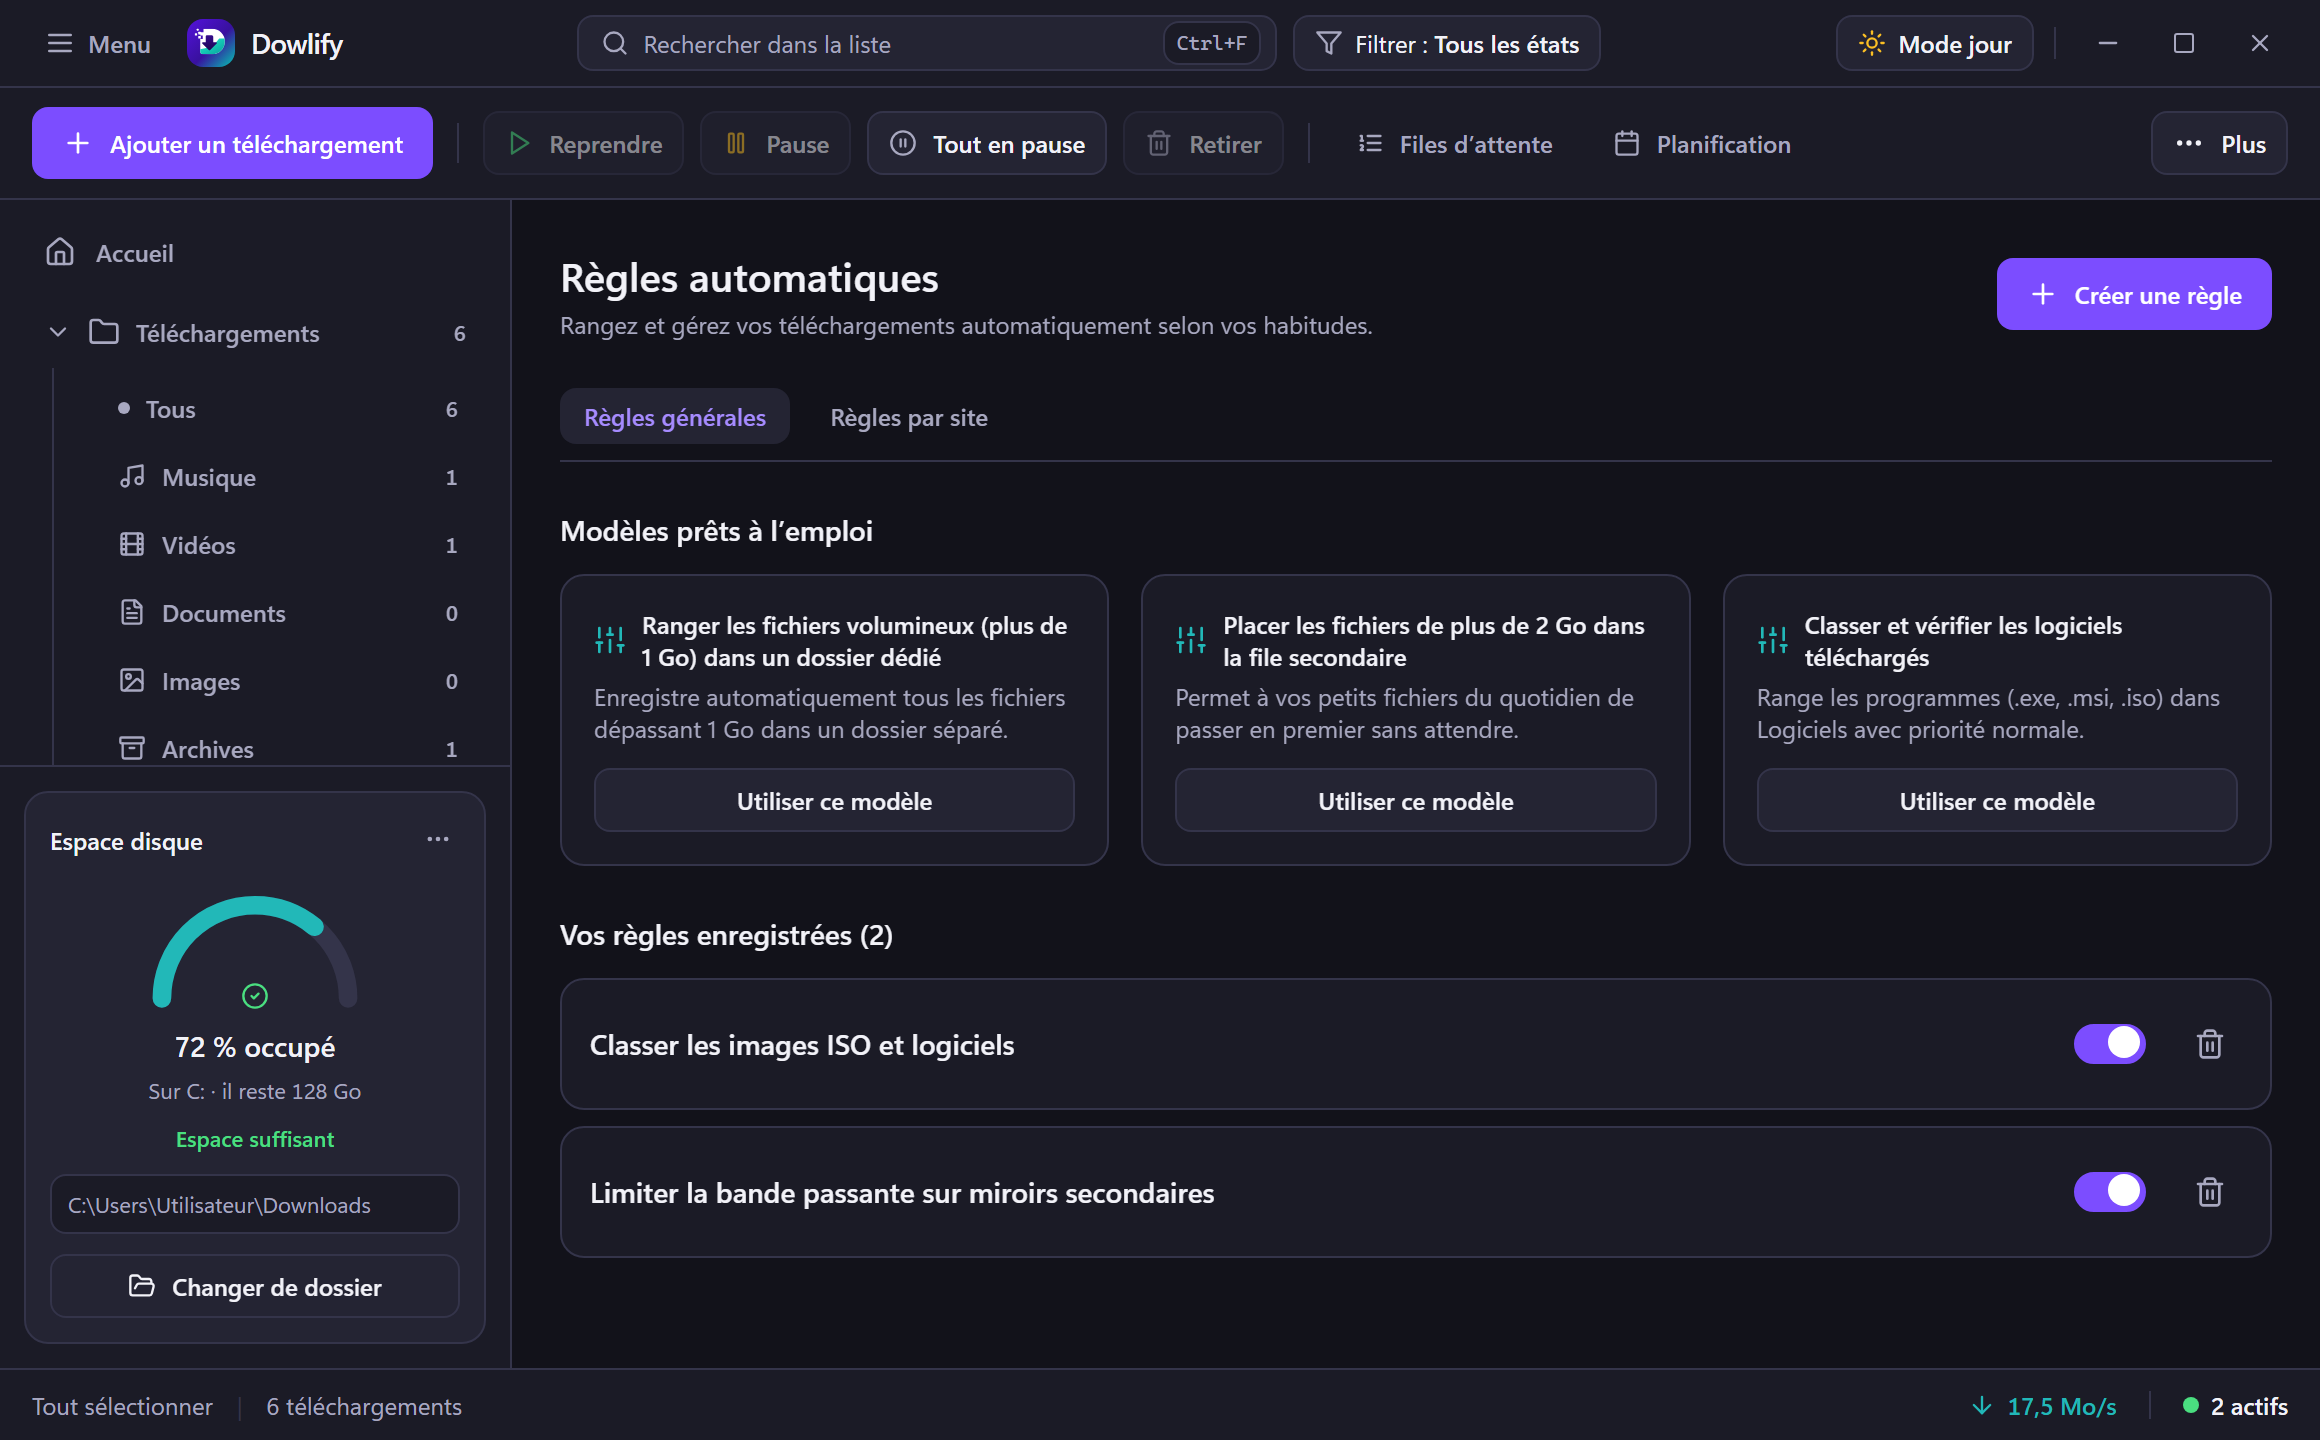 Menu
Dowlify
Rechercher dans la liste
Ctrl+F
Filtrer : Tous les états
Mode jour
Ajouter un téléchargement
Reprendre
Pause
Tout en pause
Retirer
Files d’attente
Planification
Plus
Accueil
Téléchargements 6
Tous 6
Musique 1
Vidéos 1
Documents 0
Images 0
Archives 1
Espace disque
72 % occupé
Sur C: · il reste 128 Go
Espace suffisant
C:\Users\Utilisateur\Downloads
Changer de dossier
Règles automatiques
Rangez et gérez vos téléchargements automatiquement selon vos habitudes.
Créer une règle
Règles générales
Règles par site
Modèles prêts à l’emploi
Ranger les fichiers volumineux (plus de
1 Go) dans un dossier dédié
Enregistre automatiquement tous les fichiers
dépassant 1 Go dans un dossier séparé.
Utiliser ce modèle
Placer les fichiers de plus de 2 Go dans
la file secondaire
Permet à vos petits fichiers du quotidien de
passer en premier sans attendre.
Utiliser ce modèle
Classer et vérifier les logiciels
téléchargés
Range les programmes (.exe, .msi, .iso) dans
Logiciels avec priorité normale.
Utiliser ce modèle
Vos règles enregistrées (2)
Classer les images ISO et logiciels
Limiter la bande passante sur miroirs secondaires
Tout sélectionner
6 téléchargements
17,5 Mo/s
2 actifs